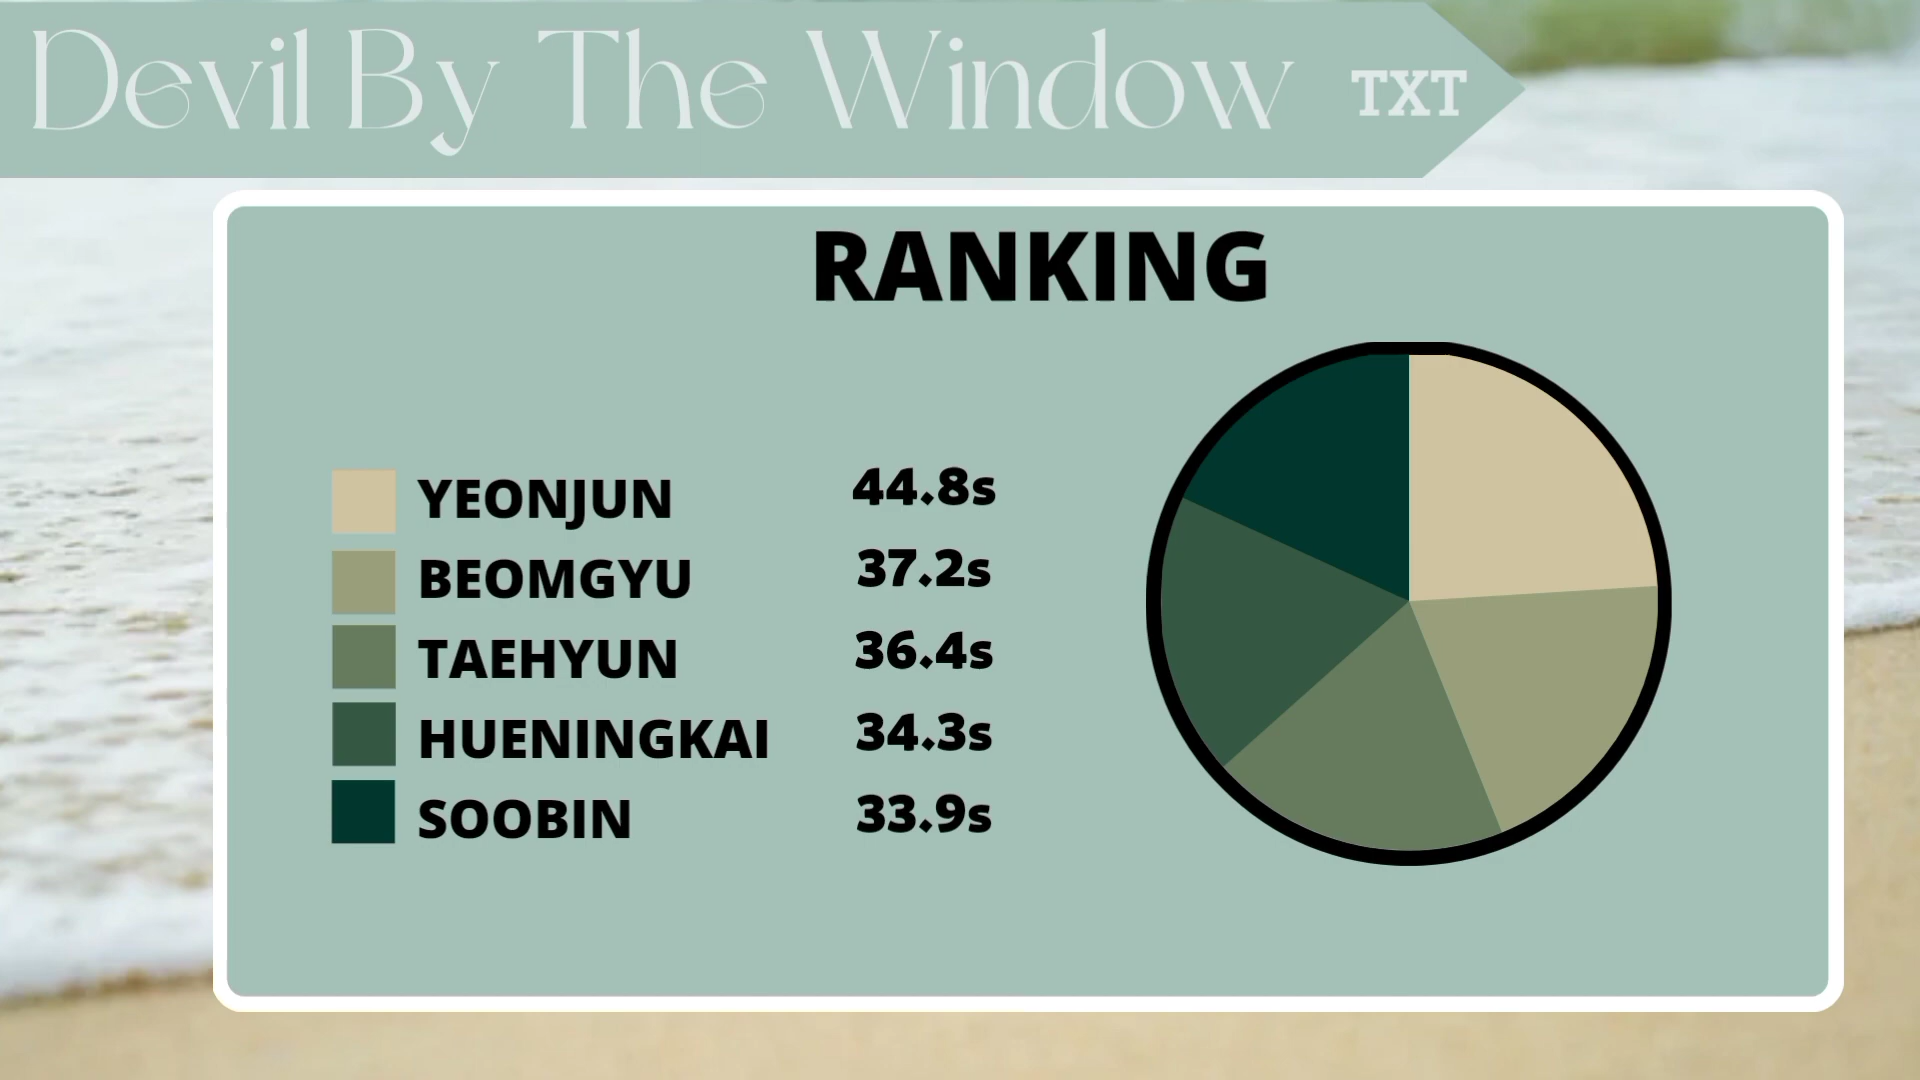 Devil By The Window TXT
RANKING
YEONJUN 44.8s
BEOMGYU 37.2s
TAEHYUN 36.4s
HUENINGKAI 34.3s
SOOBIN 33.9s